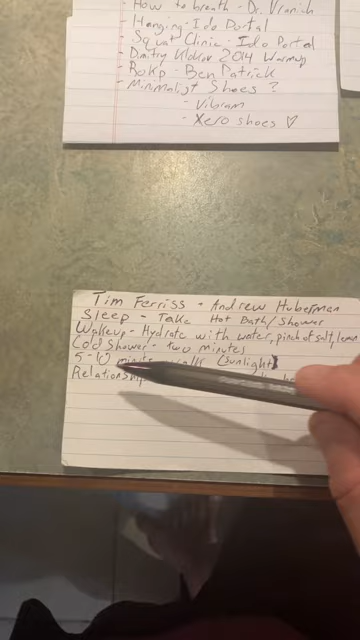 - How to breath - Dr. Vranich
Hanging - Ido Portal
Squat Clinic - Ido Portal
- Dmitry Klokov 2014 Warmup
- Ben Patrick
- Minimalist Shoes ?
- Vibram
- Xero shoes ♡
Tim Ferriss - Andrew Huberman
Sleep - Take Hot Bath/Shower
Wakeup - Hydrate with water, pinch of salt, lemon
Cold Shower - two minutes
5-10 minute walk (sunlight)
Relationship